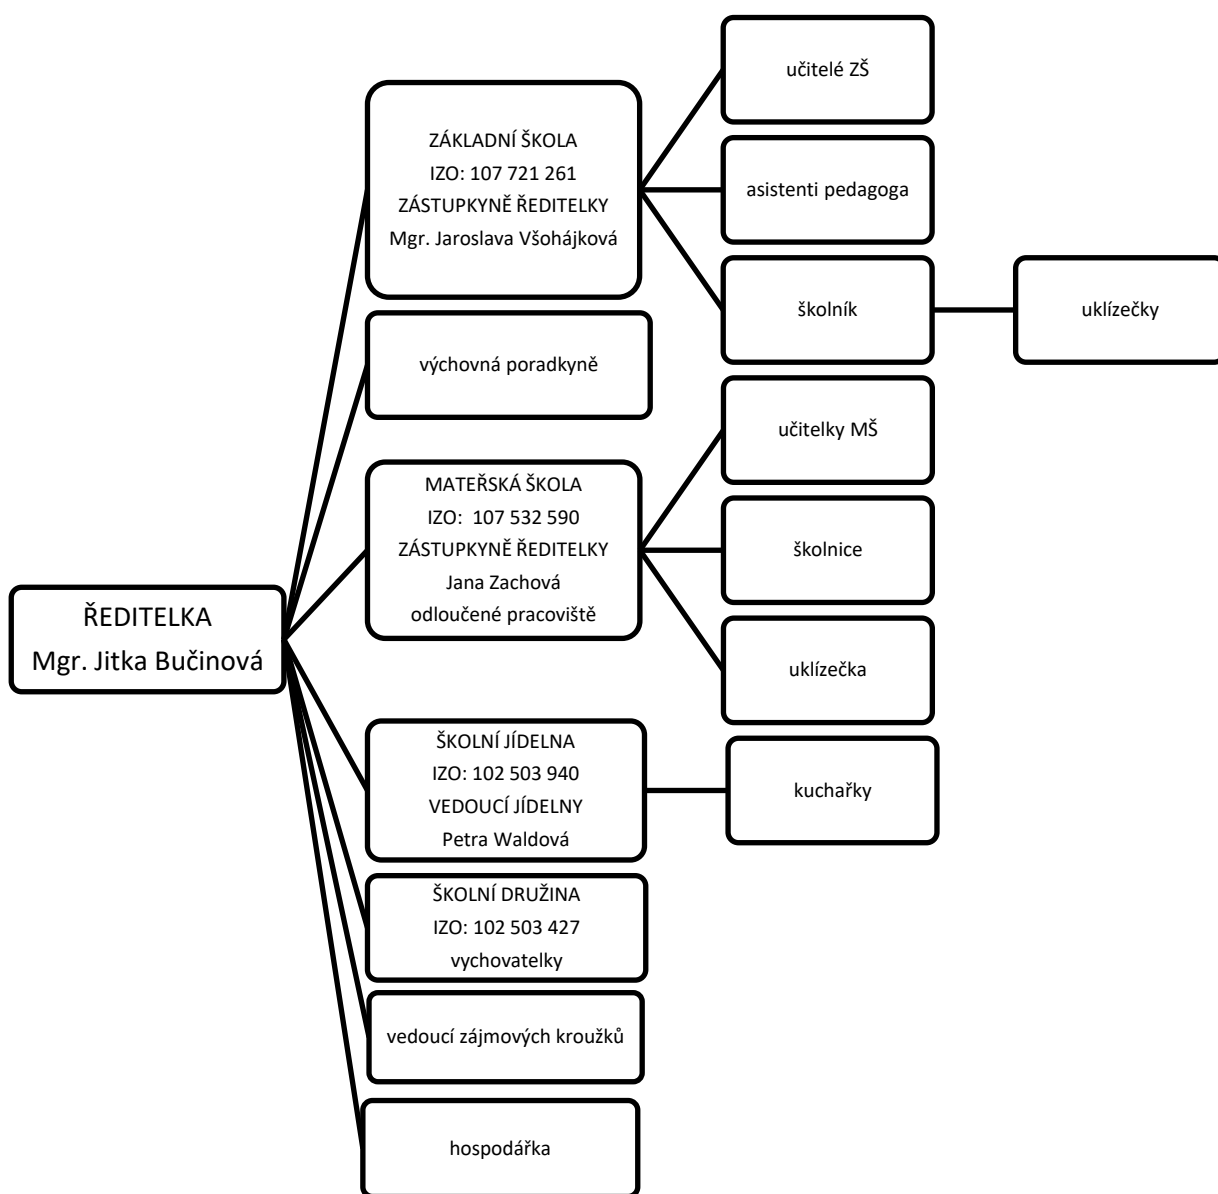 učitelé ZŠ
ZÁKLADNÍ ŠKOLA
IZO: 107 721 261
ZÁSTUPKYNĚ ŘEDITELKY
Mgr. Jaroslava Všohájková
asistenti pedagoga
školník
uklízečky
výchovná poradkyně
učitelky MŠ
MATEŘSKÁ ŠKOLA
IZO:  107 532 590
ZÁSTUPKYNĚ ŘEDITELKY
Jana Zachová
odloučené pracoviště
školnice
uklízečka
ŘEDITELKA
Mgr. Jitka Bučinová
ŠKOLNÍ JÍDELNA
IZO: 102 503 940
VEDOUCÍ JÍDELNY
Petra Waldová
kuchařky
ŠKOLNÍ DRUŽINA
IZO: 102 503 427
vychovatelky
vedoucí zájmových kroužků
hospodářka